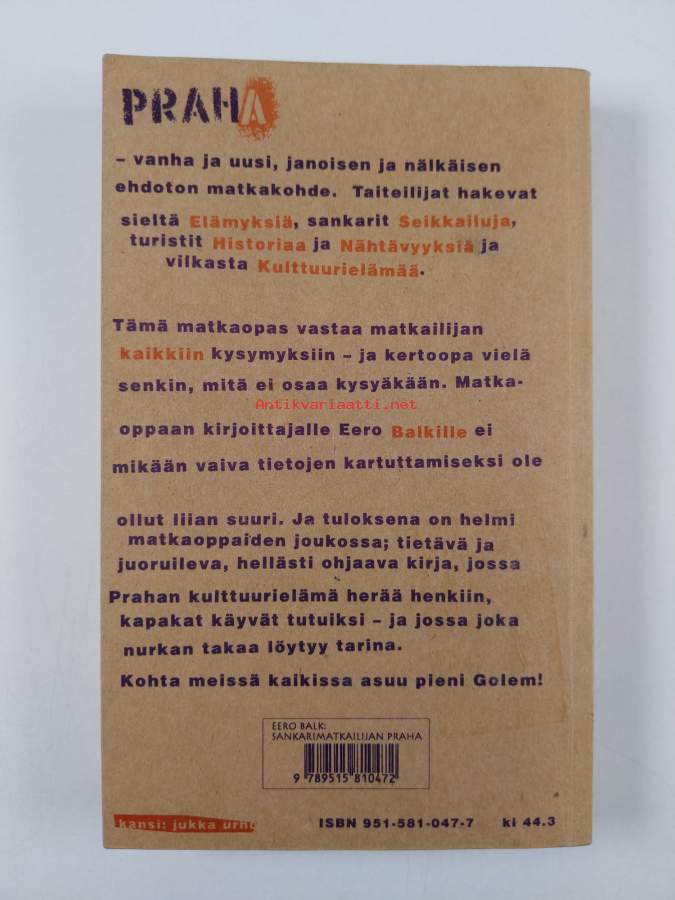 PRAHA
– vanha ja uusi, janoisen ja nälkäisen
ehdoton matkakohde. Taiteilijat hakevat
sieltä Elämyksiä, sankarit Seikkailuja,
turistit Historiaa ja Nähtävyyksiä ja
vilkasta Kulttuurielämää.
Tämä matkaopas vastaa matkailijan
kaikkiin kysymyksiin – ja kertoopa vielä
senkin, mitä ei osaa kysyäkään. Matka-
Antikvariaatti.net
oppaan kirjoittajalle Eero Balkille ei
mikään vaiva tietojen kartuttamiseksi ole
ollut liian suuri. Ja tuloksena on helmi
matkaoppaiden joukossa; tietävä ja
juoruileva, hellästi ohjaava kirja, jossa
Prahan kulttuurielämä herää henkiin,
kapakat käyvät tutuiksi – ja jossa joka
nurkan takaa löytyy tarina.
Kohta meissä kaikissa asuu pieni Golem!
EERO BALK:
SANKARIMATKAILIJAN PRAHA
9 789515 810472
kansi: jukka urho
ISBN 951-581-047-7 kl 44.3